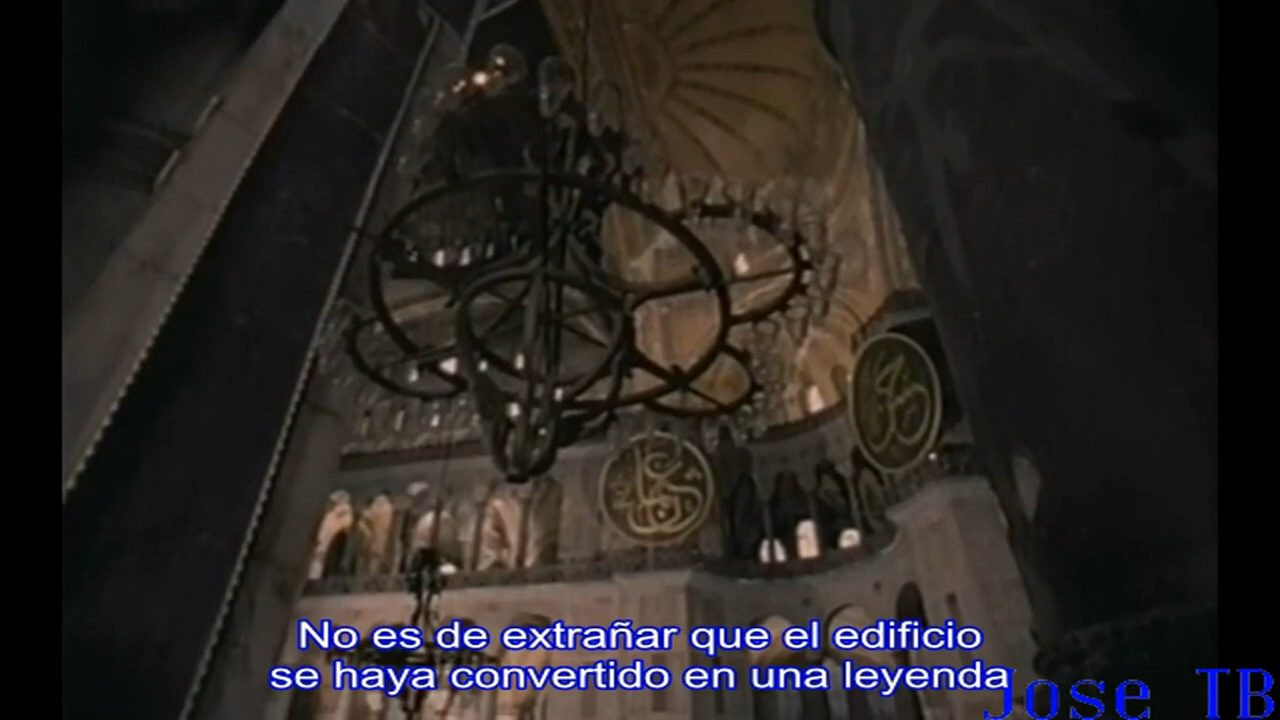 No es de extrañar que el edificio
se haya convertido en una leyenda
Jose TB